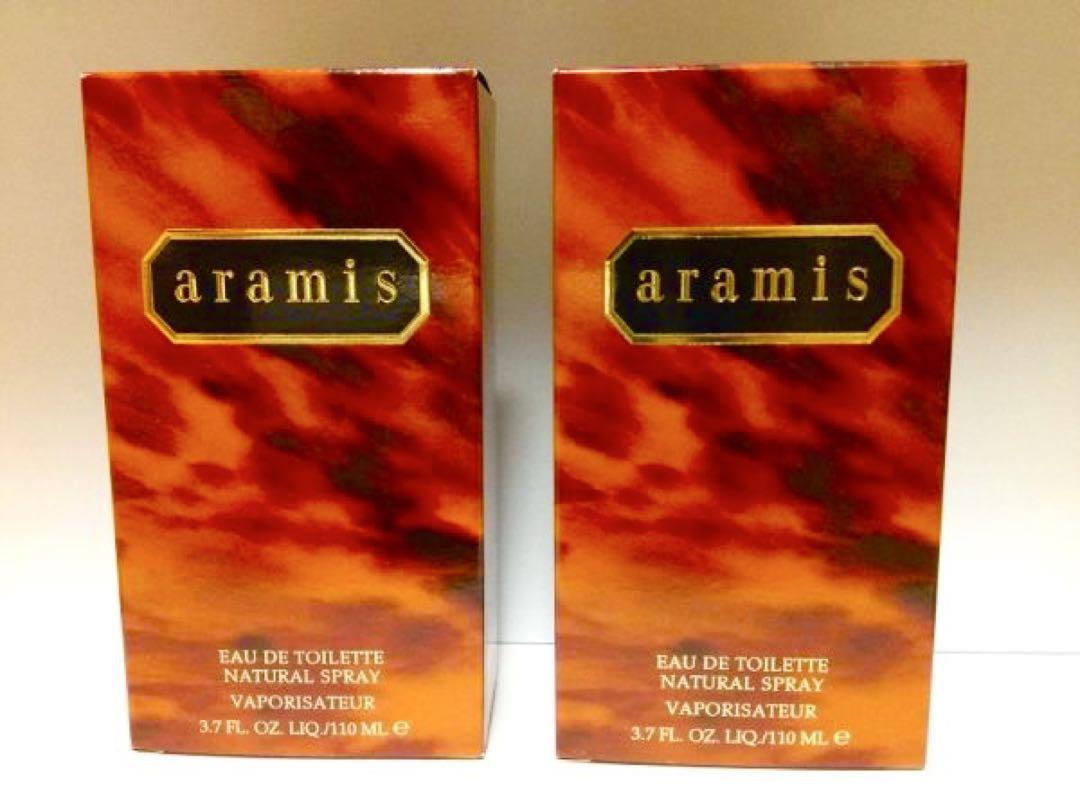 aramis
EAU DE TOILETTE
NATURAL SPRAY
VAPORISATEUR
3.7 FL. OZ. LIQ./110 ML ℮
aramis
EAU DE TOILETTE
NATURAL SPRAY
VAPORISATEUR
3.7 FL. OZ. LIQ./110 ML ℮